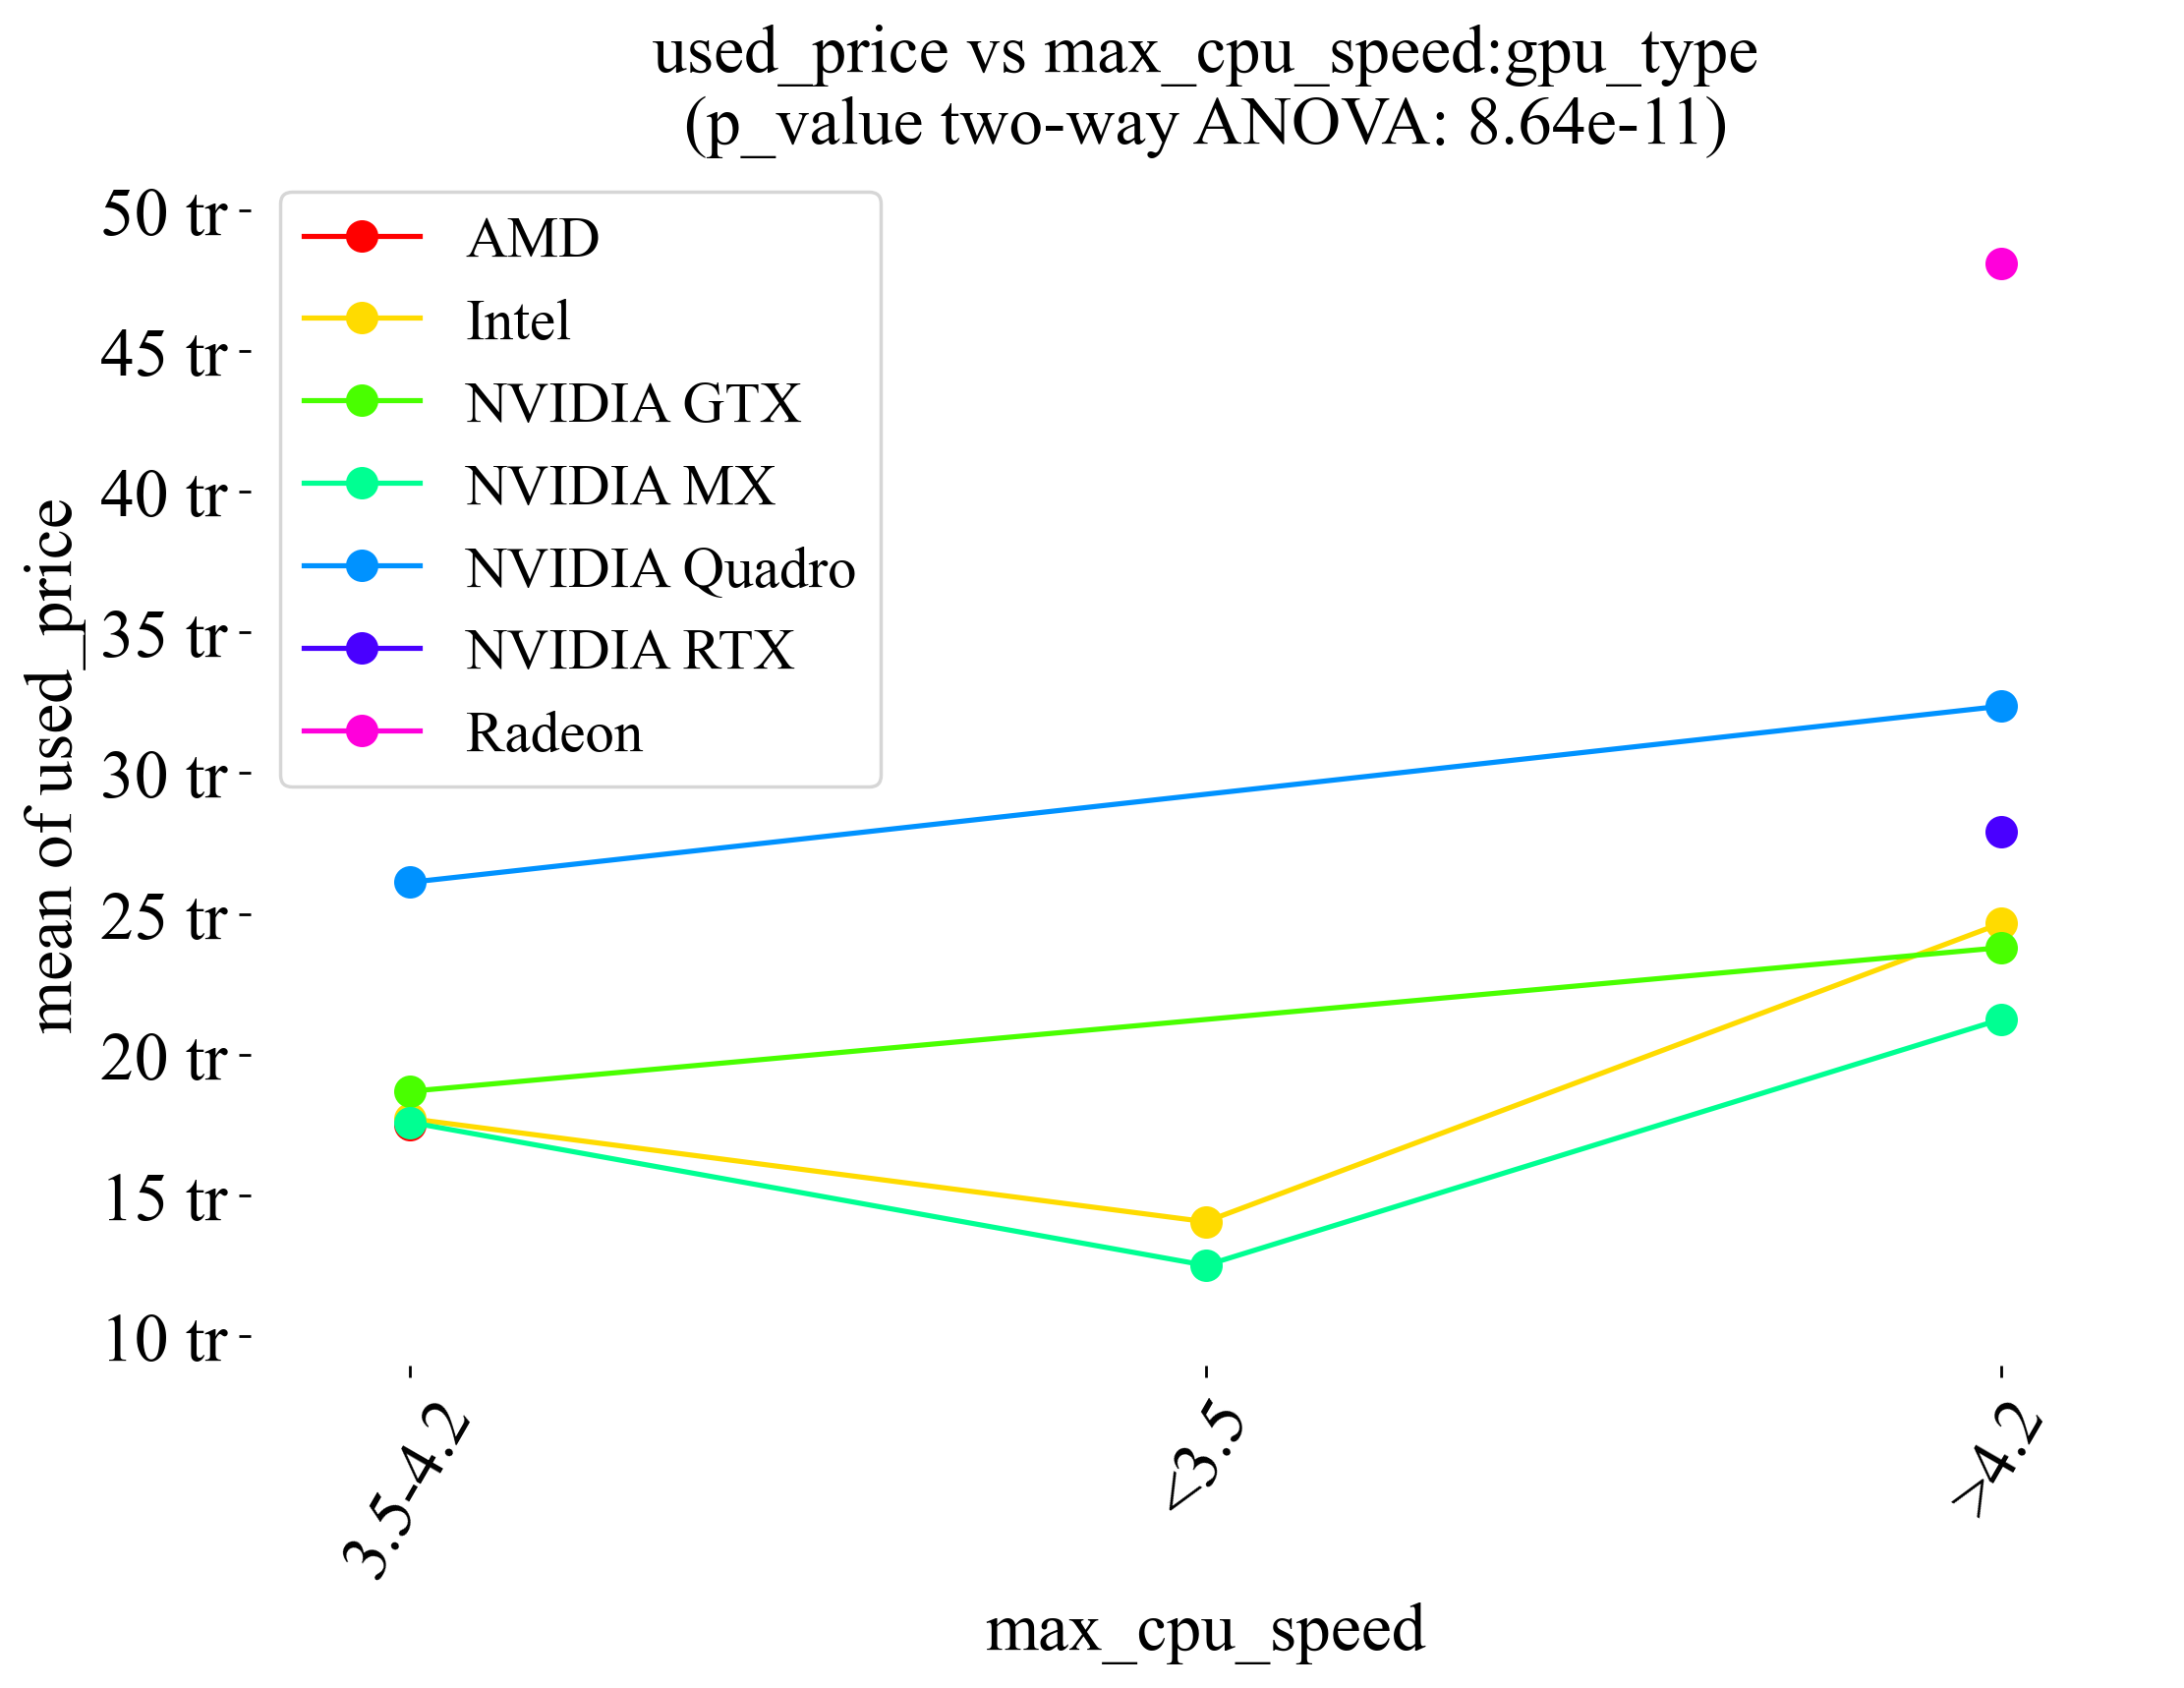 used_price vs max_cpu_speed:gpu_type
(p_value two-way ANOVA: 8.64e-11)
50 tr
45 tr
40 tr
35 tr
30 tr
25 tr
20 tr
15 tr
10 tr
mean of used_price
AMD
Intel
NVIDIA GTX
NVIDIA MX
NVIDIA Quadro
NVIDIA RTX
Radeon
3.5-4.2
<3.5
>4.2
max_cpu_speed